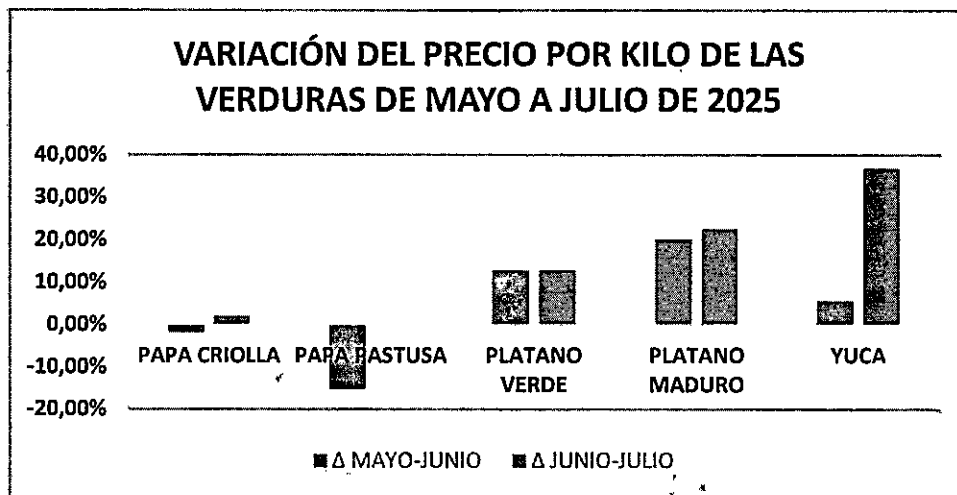 VARIACIÓN DEL PRECIO POR KILO DE LAS
VERDURAS DE MAYO A JULIO DE 2025
40,00%
30,00%
20,00%
10,00%
0,00%
-10,00%
-20,00%
PAPA CRIOLLA PAPA PASTUSA PLATANO VERDE PLATANO MADURO YUCA
Δ MAYO-JUNIO Δ JUNIO-JULIO